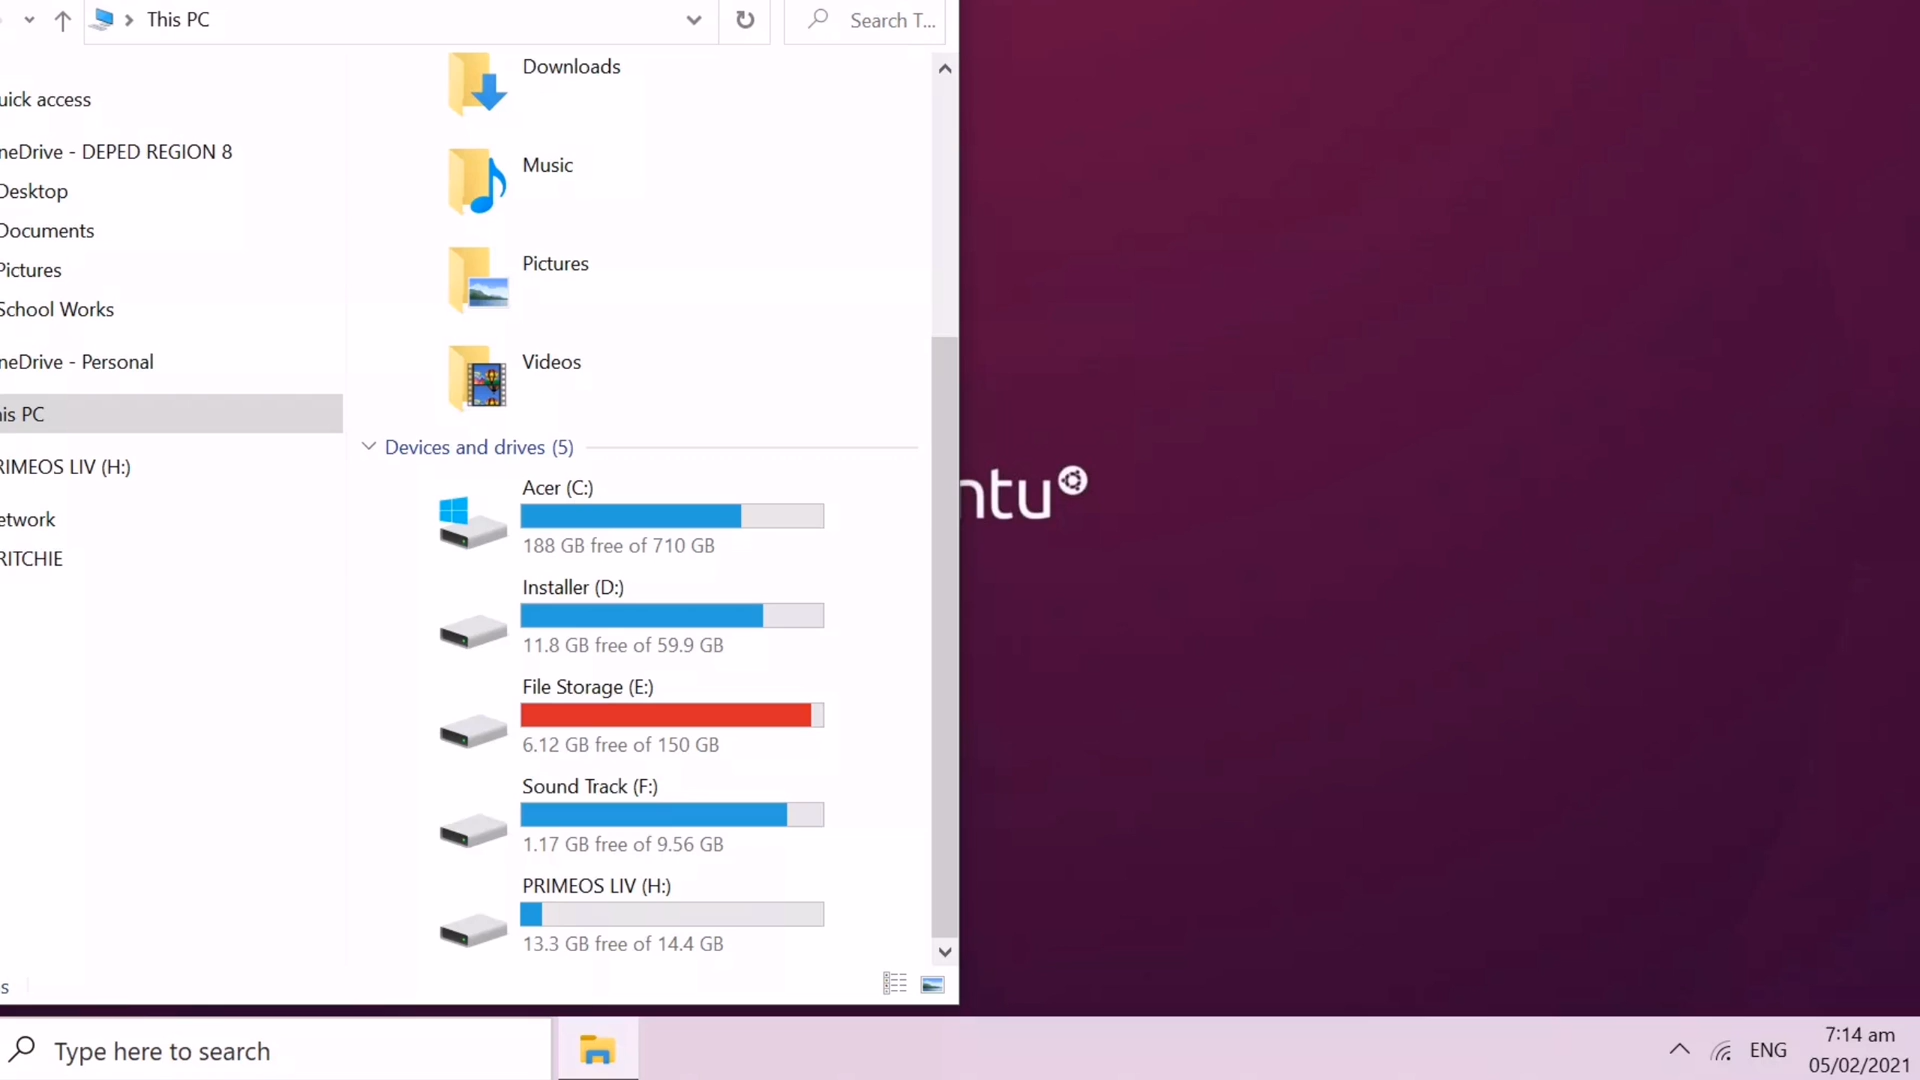 This PC
Search T...
uick access
neDrive - DEPED REGION 8
Desktop
Documents
Pictures
School Works
neDrive - Personal
is PC
RIMEOS LIV (H:)
etwork
RITCHIE
Downloads
Music
Pictures
Videos
Devices and drives (5)
Acer (C:)
188 GB free of 710 GB
Installer (D:)
11.8 GB free of 59.9 GB
File Storage (E:)
6.12 GB free of 150 GB
Sound Track (F:)
1.17 GB free of 9.56 GB
PRIMEOS LIV (H:)
13.3 GB free of 14.4 GB
s
ntu
Type here to search
ENG
7:14 am
05/02/2021